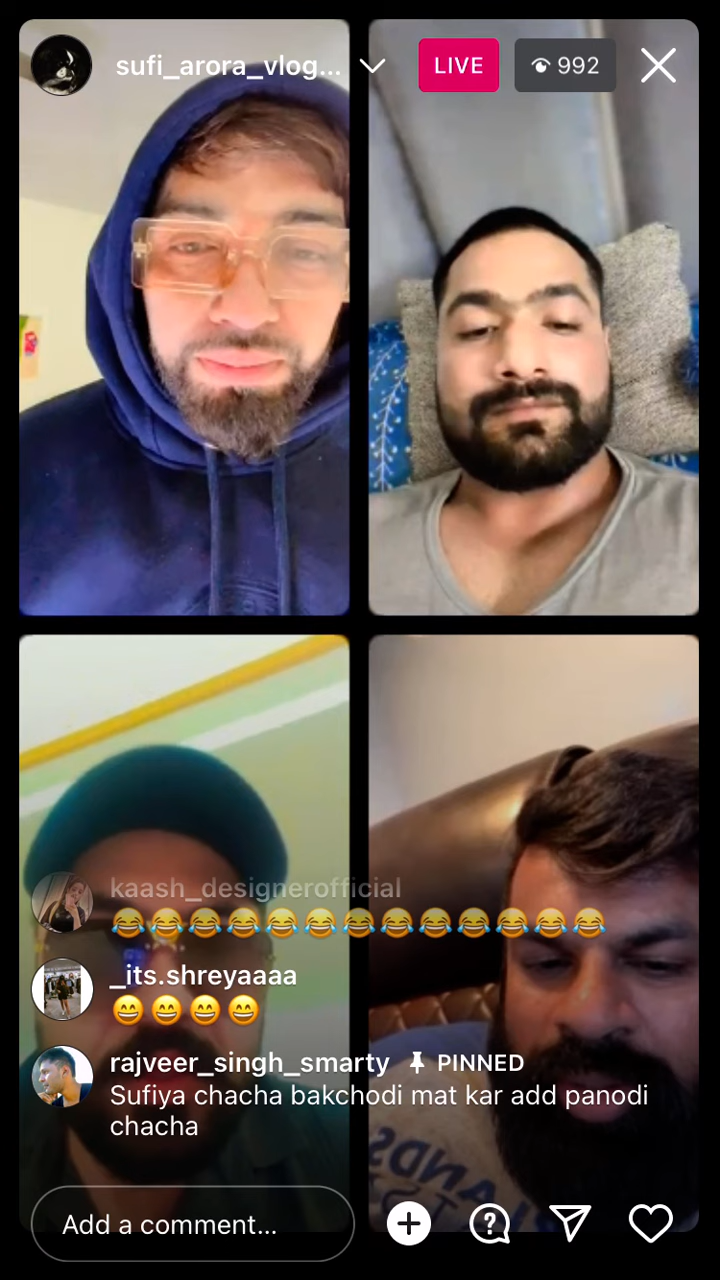 sufi_arora_vlog...
LIVE
992
kaash_designerofficial
😂😂😂😂😂😂😂😂😂😂😂😂😂
_its.shreyaaaa
😄😄😄😄
rajveer_singh_smarty PINNED
Sufiya chacha bakchodi mat kar add panodi
chacha
Add a comment...